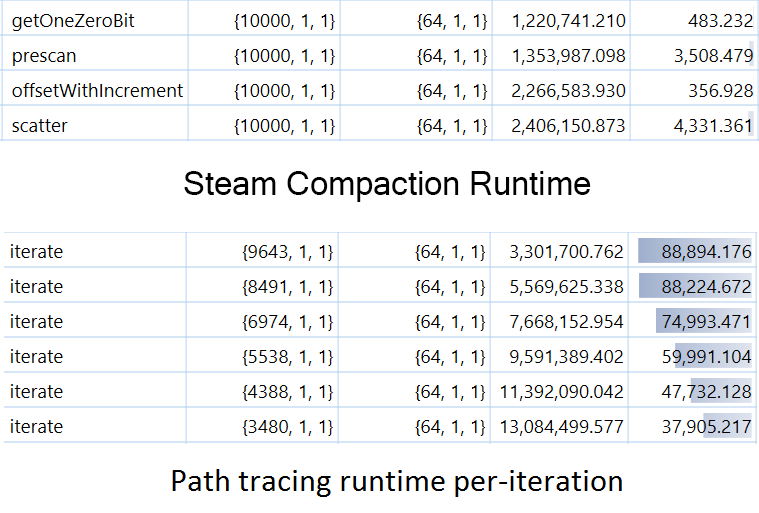 getOneZeroBit {10000, 1, 1} {64, 1, 1} 1,220,741.210 483.232
prescan {10000, 1, 1} {64, 1, 1} 1,353,987.098 3,508.479
offsetWithIncrement {10000, 1, 1} {64, 1, 1} 2,266,583.930 356.928
scatter {10000, 1, 1} {64, 1, 1} 2,406,150.873 4,331.361
Steam Compaction Runtime
iterate {9643, 1, 1} {64, 1, 1} 3,301,700.762 88,894.176
iterate {8491, 1, 1} {64, 1, 1} 5,569,625.338 88,224.672
iterate {6974, 1, 1} {64, 1, 1} 7,668,152.954 74,993.471
iterate {5538, 1, 1} {64, 1, 1} 9,591,389.402 59,991.104
iterate {4388, 1, 1} {64, 1, 1} 11,392,090.042 47,732.128
iterate {3480, 1, 1} {64, 1, 1} 13,084,499.577 37,905.217
Path tracing runtime per-iteration